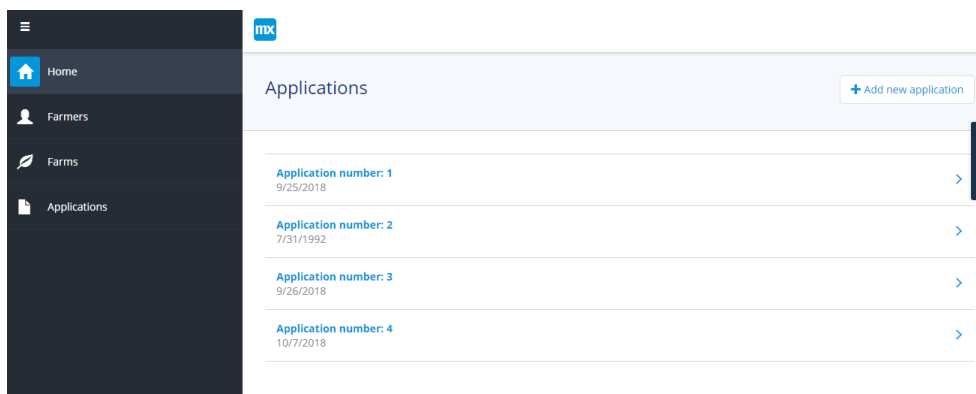 mx
Home
Farmers
Farms
Applications
Applications
+ Add new application
Application number: 1
9/25/2018
Application number: 2
7/31/1992
Application number: 3
9/26/2018
Application number: 4
10/7/2018